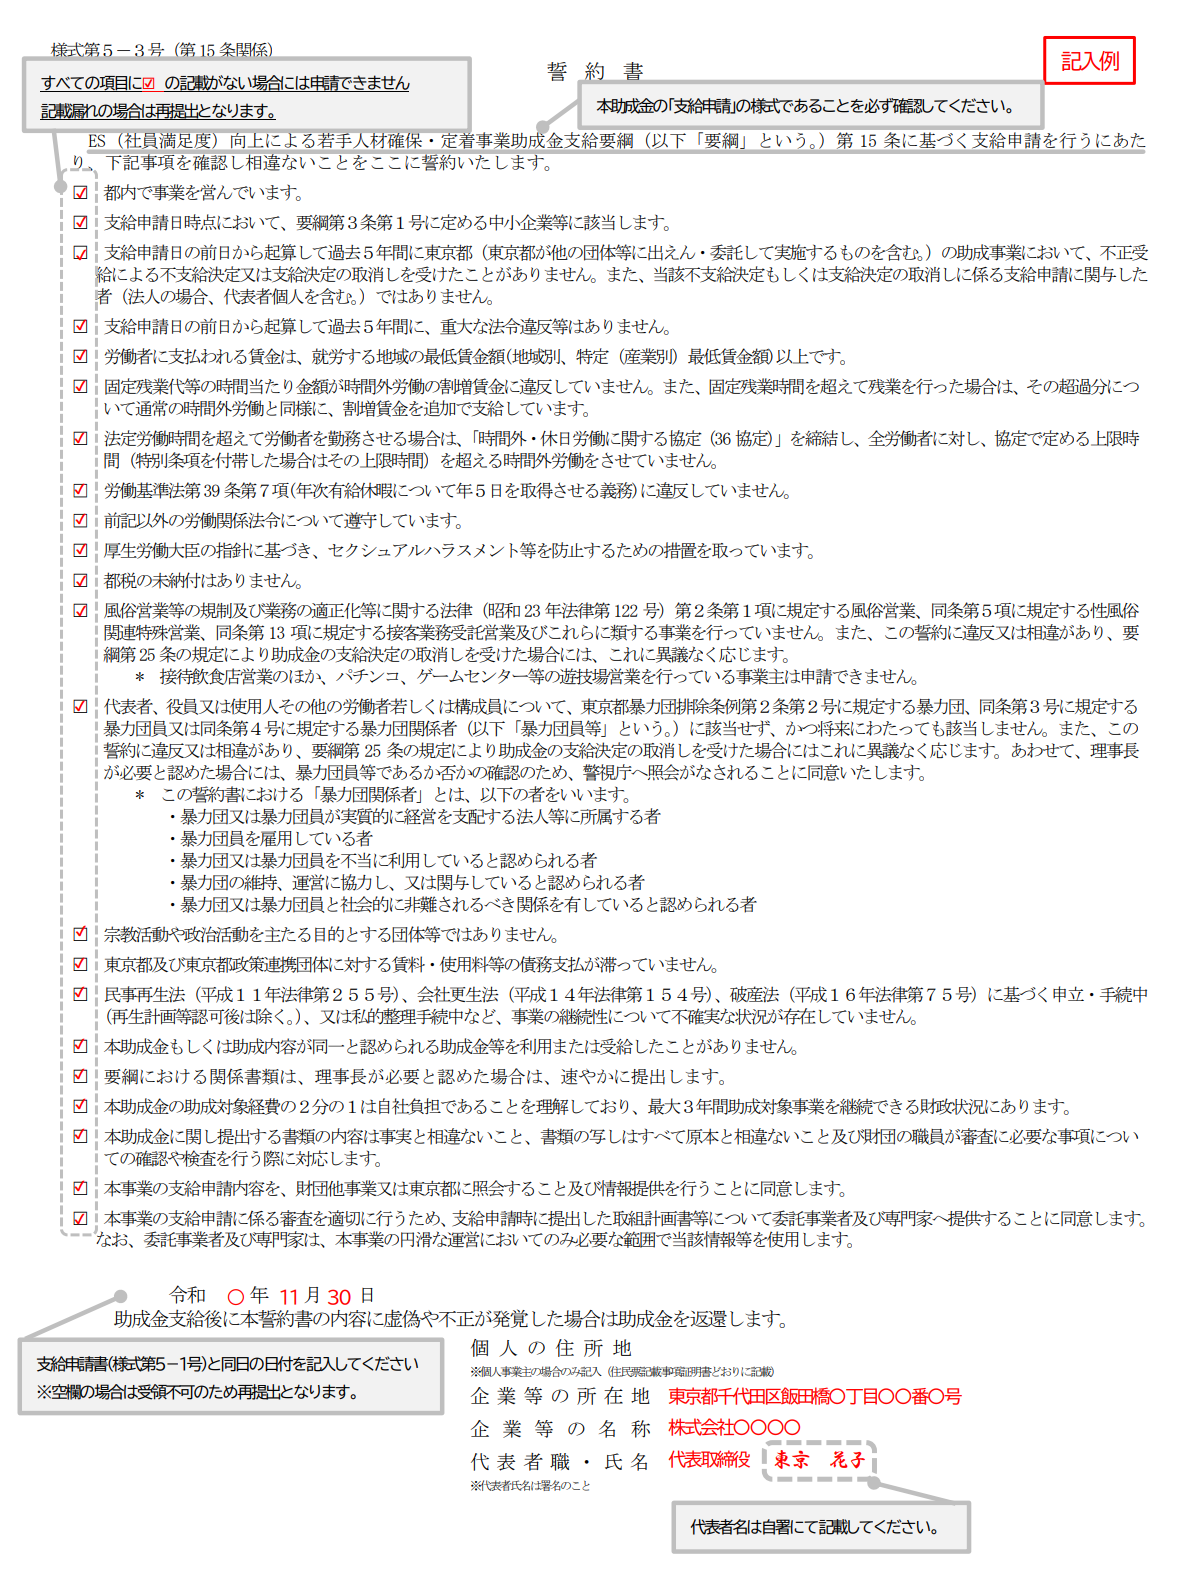 様式第５－３号（第15条関係）
記入例
誓　約　書
すべての項目に☑ の記載がない場合には申請できません
記載漏れの場合は再提出となります。
本助成金の「支給申請」の様式であることを必ず確認してください。
ES（社員満足度）向上による若手人材確保・定着事業助成金支給要綱（以下「要綱」という。）第 15 条に基づく支給申請を行うにあた
り、下記事項を確認し相違ないことをここに誓約いたします。
☑ 都内で事業を営んでいます。
☑ 支給申請日時点において、要綱第３条第１号に定める中小企業等に該当します。
☑ 支給申請日の前日から起算して過去５年間に東京都（東京都が他の団体等に出えん・委託して実施するものを含む。）の助成事業において、不正受
給による不支給決定又は支給決定の取消しを受けたことがありません。また、当該不支給決定もしくは支給決定の取消しに係る支給申請に関与した
者（法人の場合、代表者個人を含む。）ではありません。
☑ 支給申請日の前日から起算して過去５年間に、重大な法令違反等はありません。
☑ 労働者に支払われる賃金は、就労する地域の最低賃金額(地域別、特定（産業別）最低賃金額)以上です。
☑ 固定残業代等の時間当たり金額が時間外労働の割増賃金に違反していません。また、固定残業時間を超えて残業を行った場合は、その超過分につ
いて通常の時間外労働と同様に、割増賃金を追加で支給しています。
☑ 法定労働時間を超えて労働者を勤務させる場合は、「時間外・休日労働に関する協定（36 協定）」を締結し、全労働者に対し、協定で定める上限時
間（特別条項を付帯した場合はその上限時間）を超える時間外労働をさせていません。
☑ 労働基準法第39 条第７項(年次有給休暇について年５日を取得させる義務)に違反していません。
☑ 前記以外の労働関係法令について遵守しています。
☑ 厚生労働大臣の指針に基づき、セクシュアルハラスメント等を防止するための措置を取っています。
☑ 都税の未納付はありません。
☑ 風俗営業等の規制及び業務の適正化等に関する法律（昭和 23 年法律第 122 号）第２条第１項に規定する風俗営業、同条第５項に規定する性風俗
関連特殊営業、同条第 13 項に規定する接客業務受託営業及びこれらに類する事業を行っていません。また、この誓約に違反又は相違があり、要
綱第25 条の規定により助成金の支給決定の取消しを受けた場合には、これに異議なく応じます。
＊ 接待飲食店営業のほか、パチンコ、ゲームセンター等の遊技場営業を行っている事業主は申請できません。
☑ 代表者、役員又は使用人その他の労働者若しくは構成員について、東京都暴力団排除条例第２条第２号に規定する暴力団、同条第３号に規定する
暴力団員又は同条第４号に規定する暴力団関係者（以下「暴力団員等」という。）に該当せず、かつ将来にわたっても該当しません。また、この
誓約に違反又は相違があり、要綱第 25 条の規定により助成金の支給決定の取消しを受けた場合にはこれに異議なく応じます。あわせて、理事長
が必要と認めた場合には、暴力団員等であるか否かの確認のため、警視庁へ照会がなされることに同意いたします。
＊ この誓約書における「暴力団関係者」とは、以下の者をいいます。
・暴力団又は暴力団員が実質的に経営を支配する法人等に所属する者
・暴力団員を雇用している者
・暴力団又は暴力団員を不当に利用していると認められる者
・暴力団の維持、運営に協力し、又は関与していると認められる者
・暴力団又は暴力団員と社会的に非難されるべき関係を有していると認められる者
☑ 宗教活動や政治活動を主たる目的とする団体等ではありません。
☑ 東京都及び東京都政策連携団体に対する賃料・使用料等の債務支払が滞っていません。
☑ 民事再生法（平成１１年法律第２５５号）、会社更生法（平成１４年法律第１５４号）、破産法（平成１６年法律第７５号）に基づく申立・手続中
（再生計画等認可後は除く。）、又は私的整理手続中など、事業の継続性について不確実な状況が存在していません。
☑ 本助成金もしくは助成内容が同一と認められる助成金等を利用または受給したことがありません。
☑ 要綱における関係書類は、理事長が必要と認めた場合は、速やかに提出します。
☑ 本助成金の助成対象経費の２分の１は自社負担であることを理解しており、最大３年間助成対象事業を継続できる財政状況にあります。
☑ 本助成金に関し提出する書類の内容は事実と相違ないこと、書類の写しはすべて原本と相違ないこと及び財団の職員が審査に必要な事項につい
ての確認や検査を行う際に対応します。
☑ 本事業の支給申請内容を、財団他事業又は東京都に照会すること及び情報提供を行うことに同意します。
☑ 本事業の支給申請に係る審査を適切に行うため、支給申請時に提出した取組計画書等について委託事業者及び専門家へ提供することに同意します。
なお、委託事業者及び専門家は、本事業の円滑な運営においてのみ必要な範囲で当該情報等を使用します。
令和 〇 年 11 月 30 日
助成金支給後に本誓約書の内容に虚偽や不正が発覚した場合は助成金を返還します。
個人の住所地
※個人事業主の場合のみ記入（住民票記載事項証明書どおりに記載）
支給申請書(様式第5－1号)と同日の日付を記入してください
※空欄の場合は受領不可のため再提出となります。
企業等の所在地 東京都千代田区飯田橋〇丁目〇〇番〇号
企業等の名称 株式会社〇〇〇〇
代表者職・氏名 代表取締役 東京　花子
※代表者氏名は署名のこと
代表者名は自署にて記載してください。